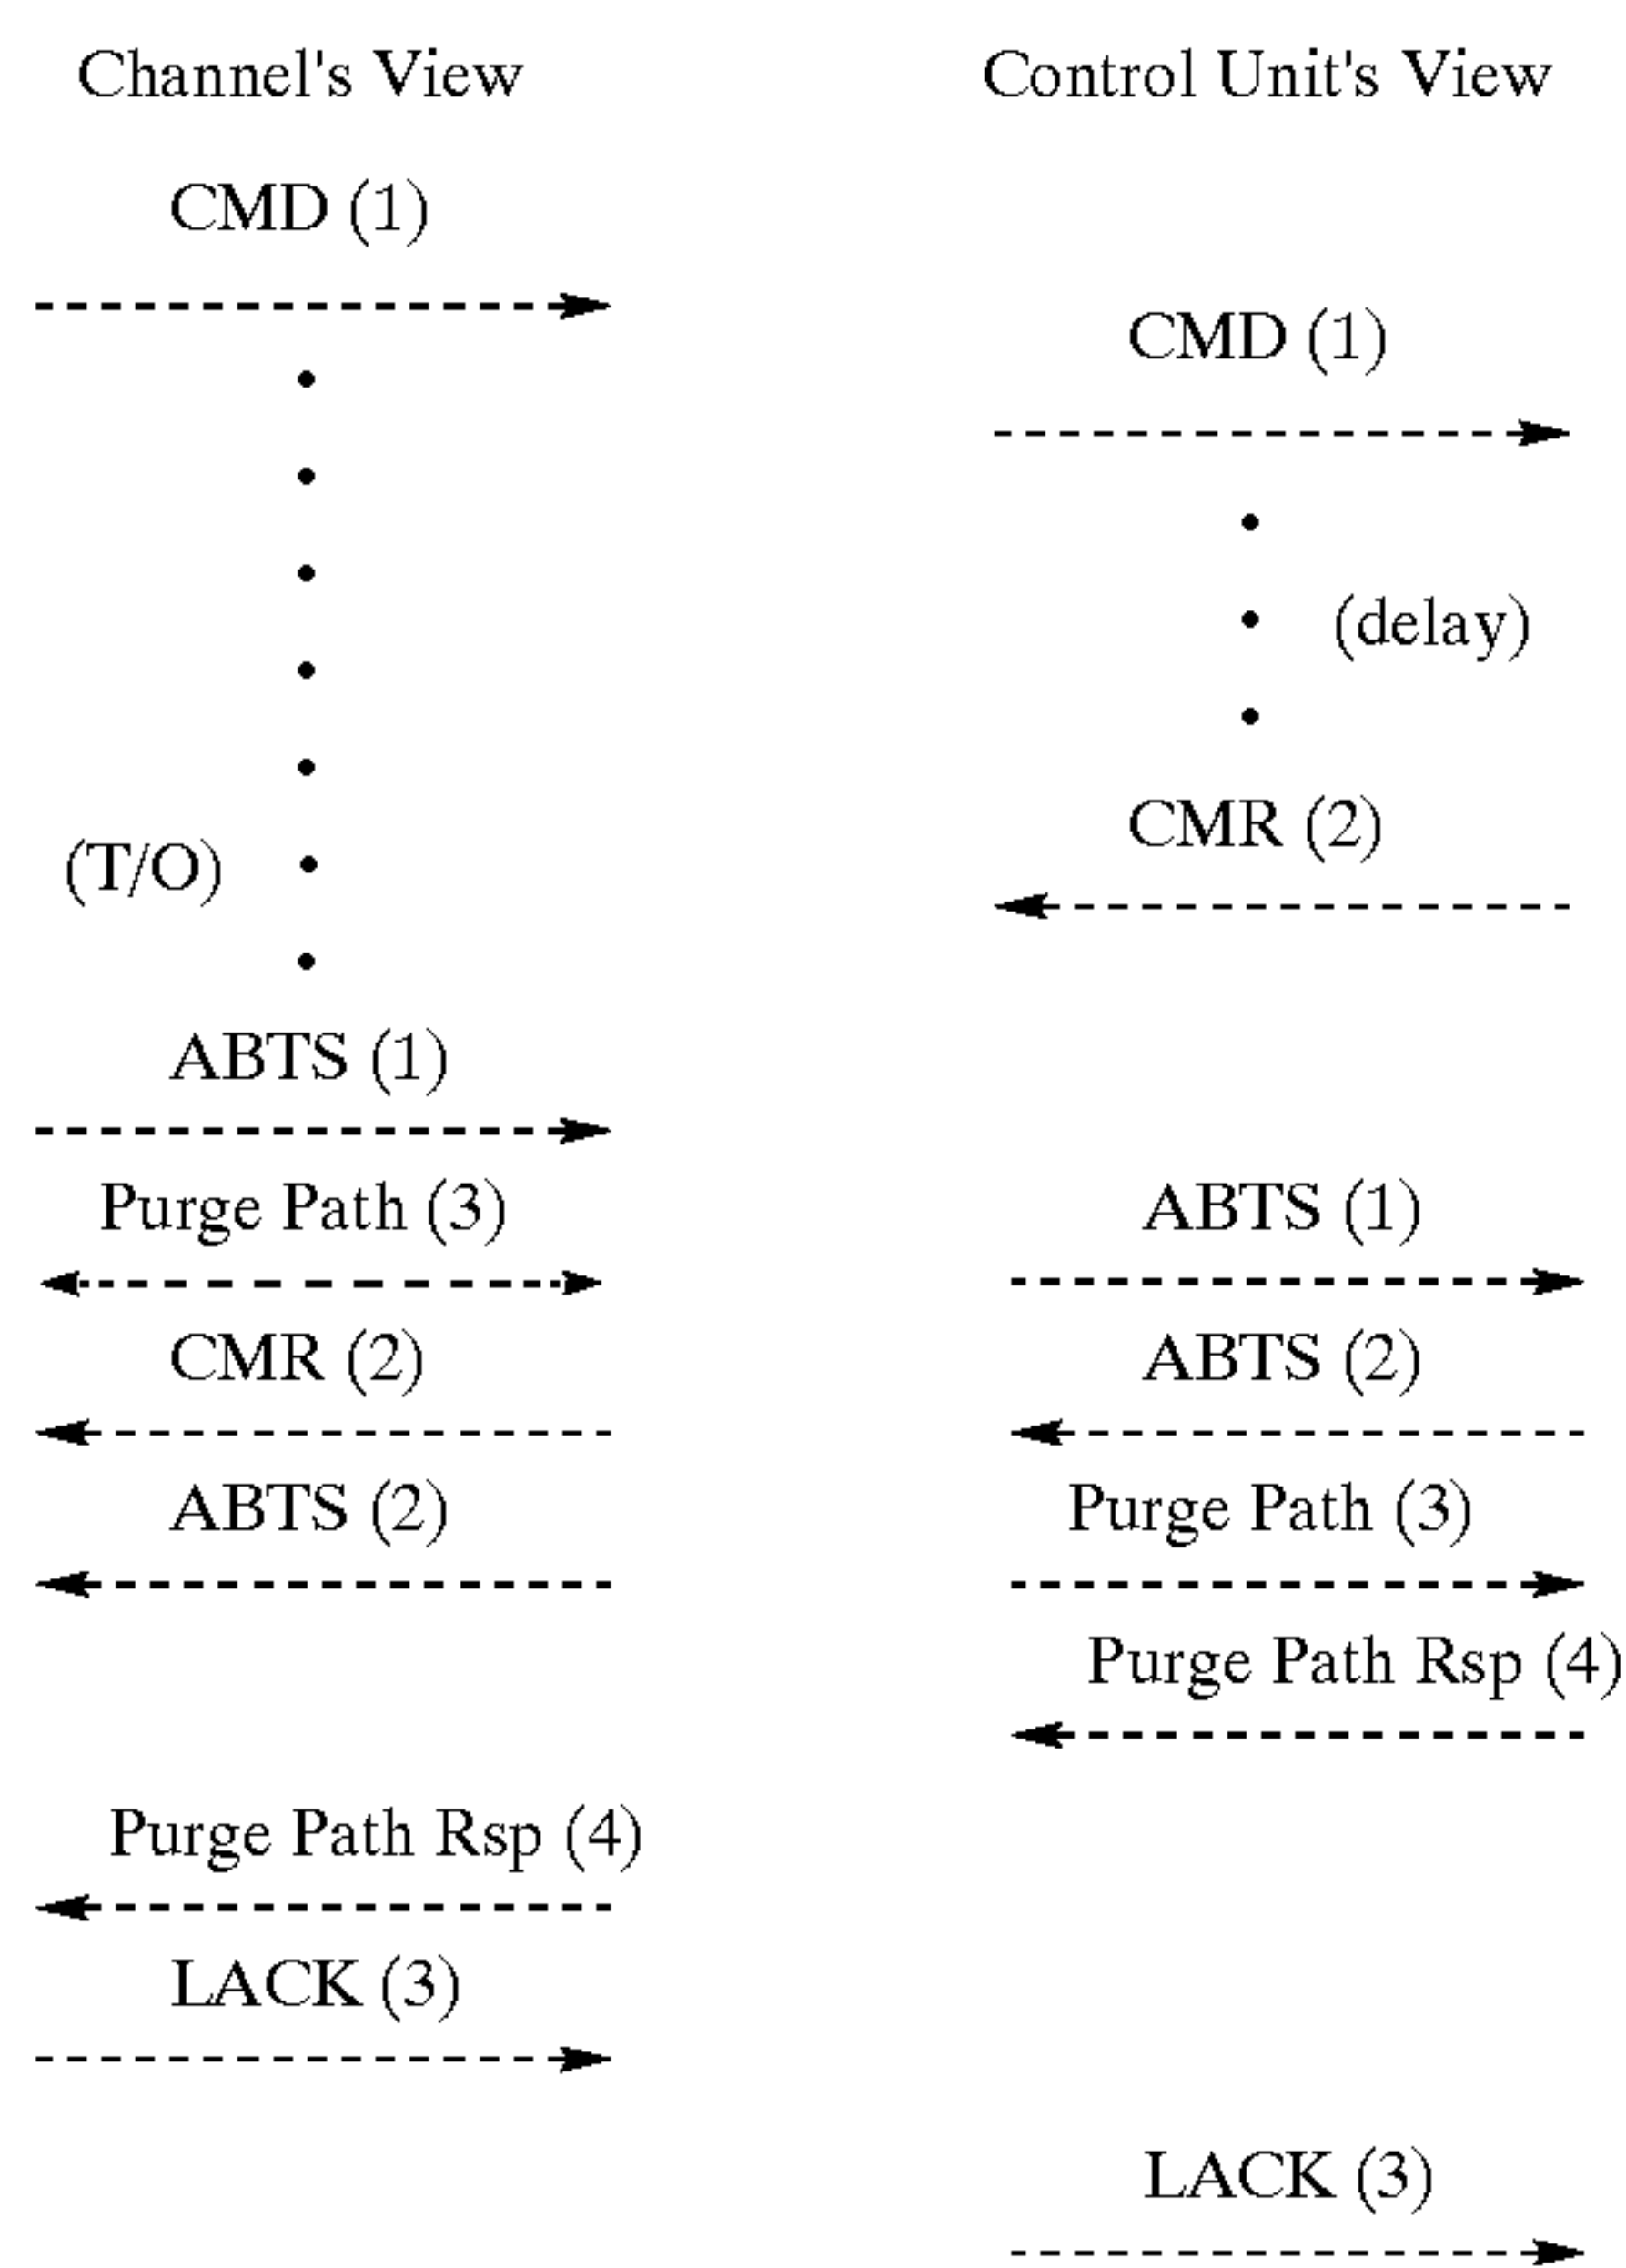 Channel's View
Control Unit's View
CMD (1)
CMD (1)
(delay)
CMR (2)
(T/O)
ABTS (1)
Purge Path (3)
ABTS (1)
CMR (2)
ABTS (2)
ABTS (2)
Purge Path (3)
Purge Path Rsp (4)
Purge Path Rsp (4)
LACK (3)
LACK (3)